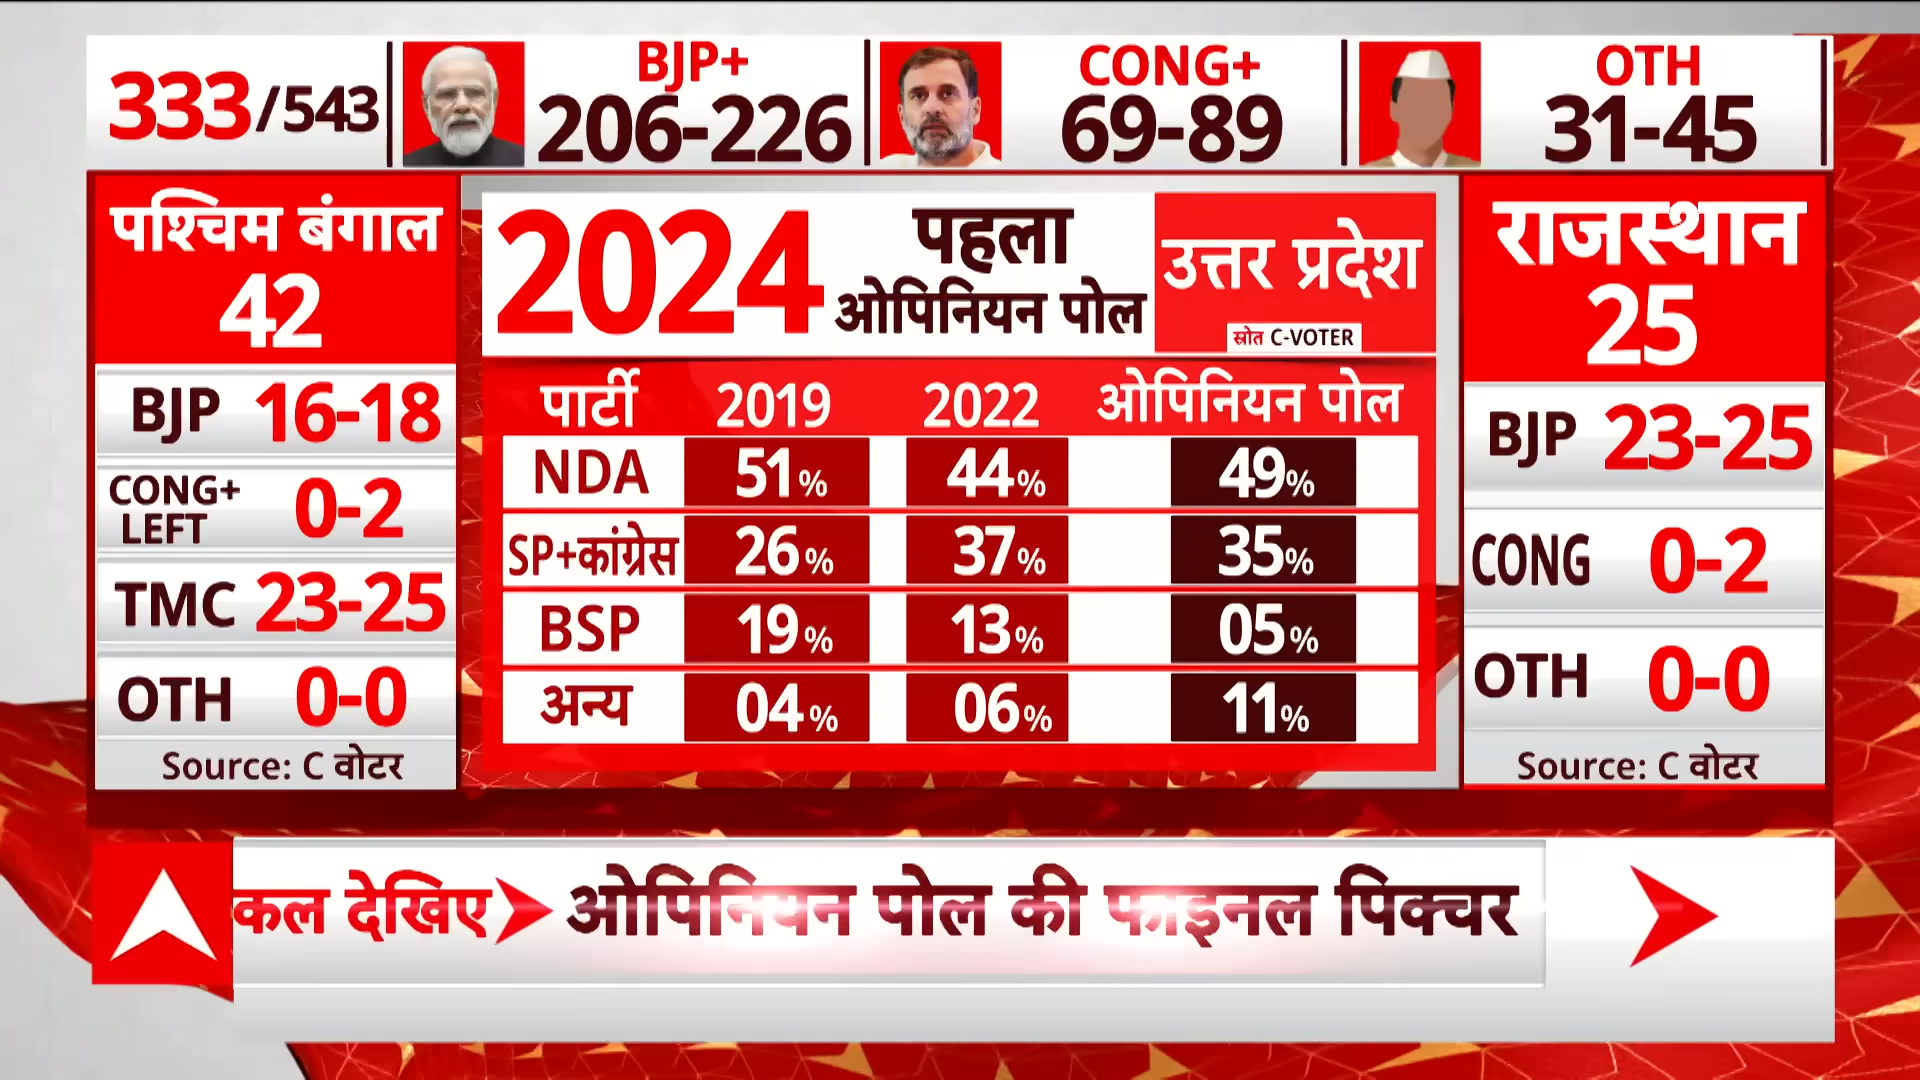 333/543
BJP+
206-226
CONG+
69-89
OTH
31-45
पश्चिम बंगाल
42
BJP 16-18
CONG+
LEFT 0-2
TMC 23-25
OTH 0-0
Source: C वोटर
2024 पहला
ओपिनियन पोल
उत्तर प्रदेश
स्रोत C-VOTER
पार्टी 2019 2022 ओपिनियन पोल
NDA 51% 44% 49%
SP+कांग्रेस 26% 37% 35%
BSP 19% 13% 05%
अन्य 04% 06% 11%
राजस्थान
25
BJP 23-25
CONG 0-2
OTH 0-0
Source: C वोटर
कल देखिए ओपिनियन पोल की फाइनल पिक्चर